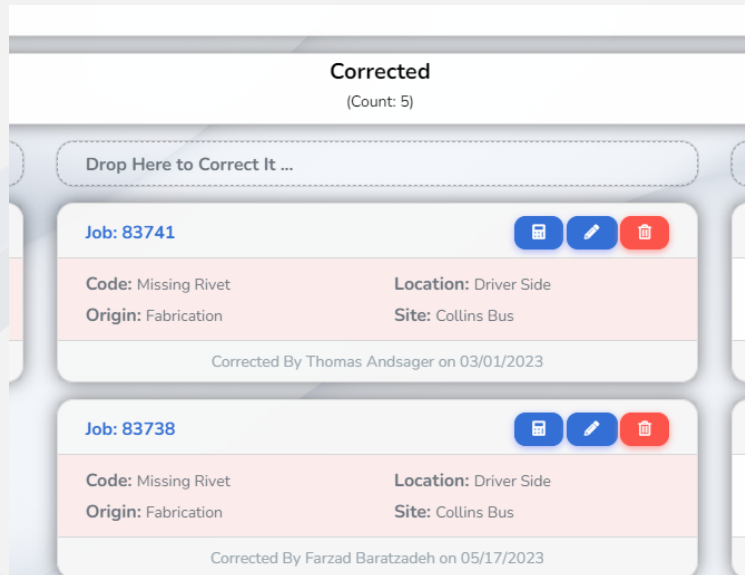 Corrected
(Count: 5)
Drop Here to Correct It ...
Job: 83741
Code: Missing Rivet Location: Driver Side
Origin: Fabrication Site: Collins Bus
Corrected By Thomas Andsager on 03/01/2023
Job: 83738
Code: Missing Rivet Location: Driver Side
Origin: Fabrication Site: Collins Bus
Corrected By Farzad Baratzadeh on 05/17/2023